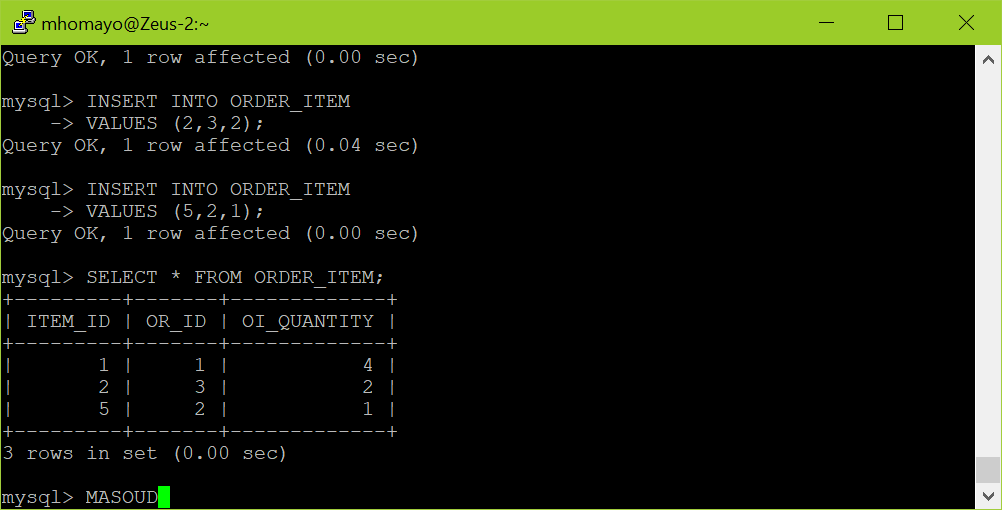 mhomayo@Zeus-2:~
Query OK, 1 row affected (0.00 sec)
mysql> INSERT INTO ORDER_ITEM
    -> VALUES (2,3,2);
Query OK, 1 row affected (0.04 sec)
mysql> INSERT INTO ORDER_ITEM
    -> VALUES (5,2,1);
Query OK, 1 row affected (0.00 sec)
mysql> SELECT * FROM ORDER_ITEM;
+---------+-------+-------------+
| ITEM_ID | OR_ID | OI_QUANTITY |
+---------+-------+-------------+
|       1 |     1 |           4 |
|       2 |     3 |           2 |
|       5 |     2 |           1 |
+---------+-------+-------------+
3 rows in set (0.00 sec)
mysql> MASOUD